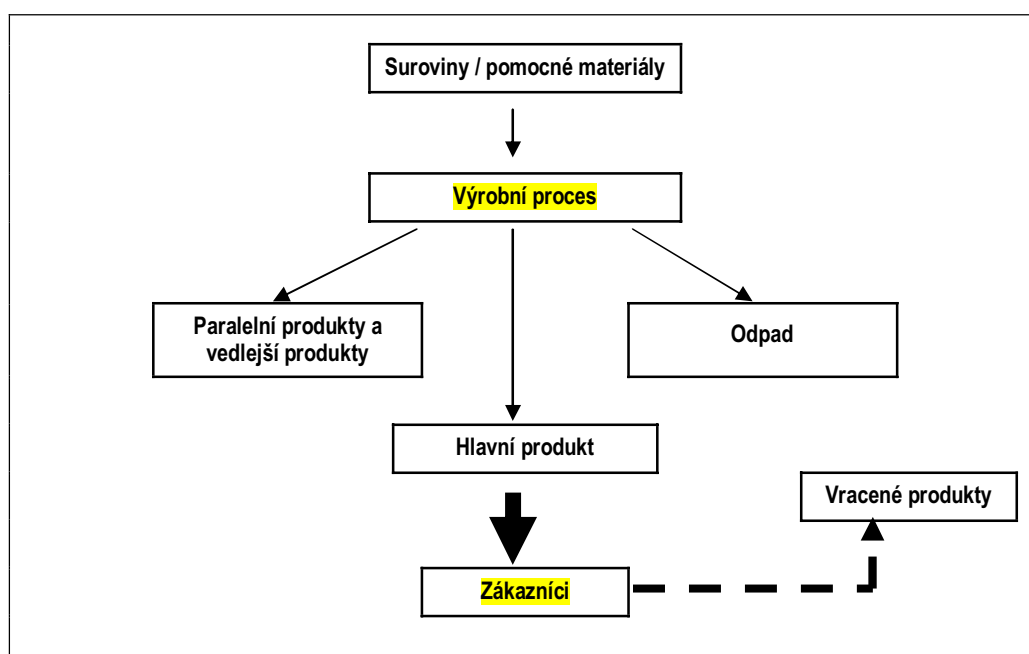 Suroviny / pomocné materiály
Výrobní proces
Paralelní produkty a
vedlejší produkty
Odpad
Hlavní produkt
Vracené produkty
Zákazníci